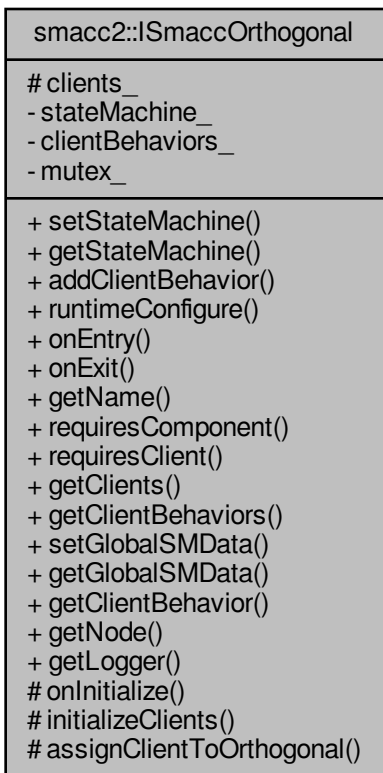 smacc2::ISmaccOrthogonal
# clients_
- stateMachine_
- clientBehaviors_
- mutex_
+ setStateMachine()
+ getStateMachine()
+ addClientBehavior()
+ runtimeConfigure()
+ onEntry()
+ onExit()
+ getName()
+ requiresComponent()
+ requiresClient()
+ getClients()
+ getClientBehaviors()
+ setGlobalSMData()
+ getGlobalSMData()
+ getClientBehavior()
+ getNode()
+ getLogger()
# onInitialize()
# initializeClients()
# assignClientToOrthogonal()